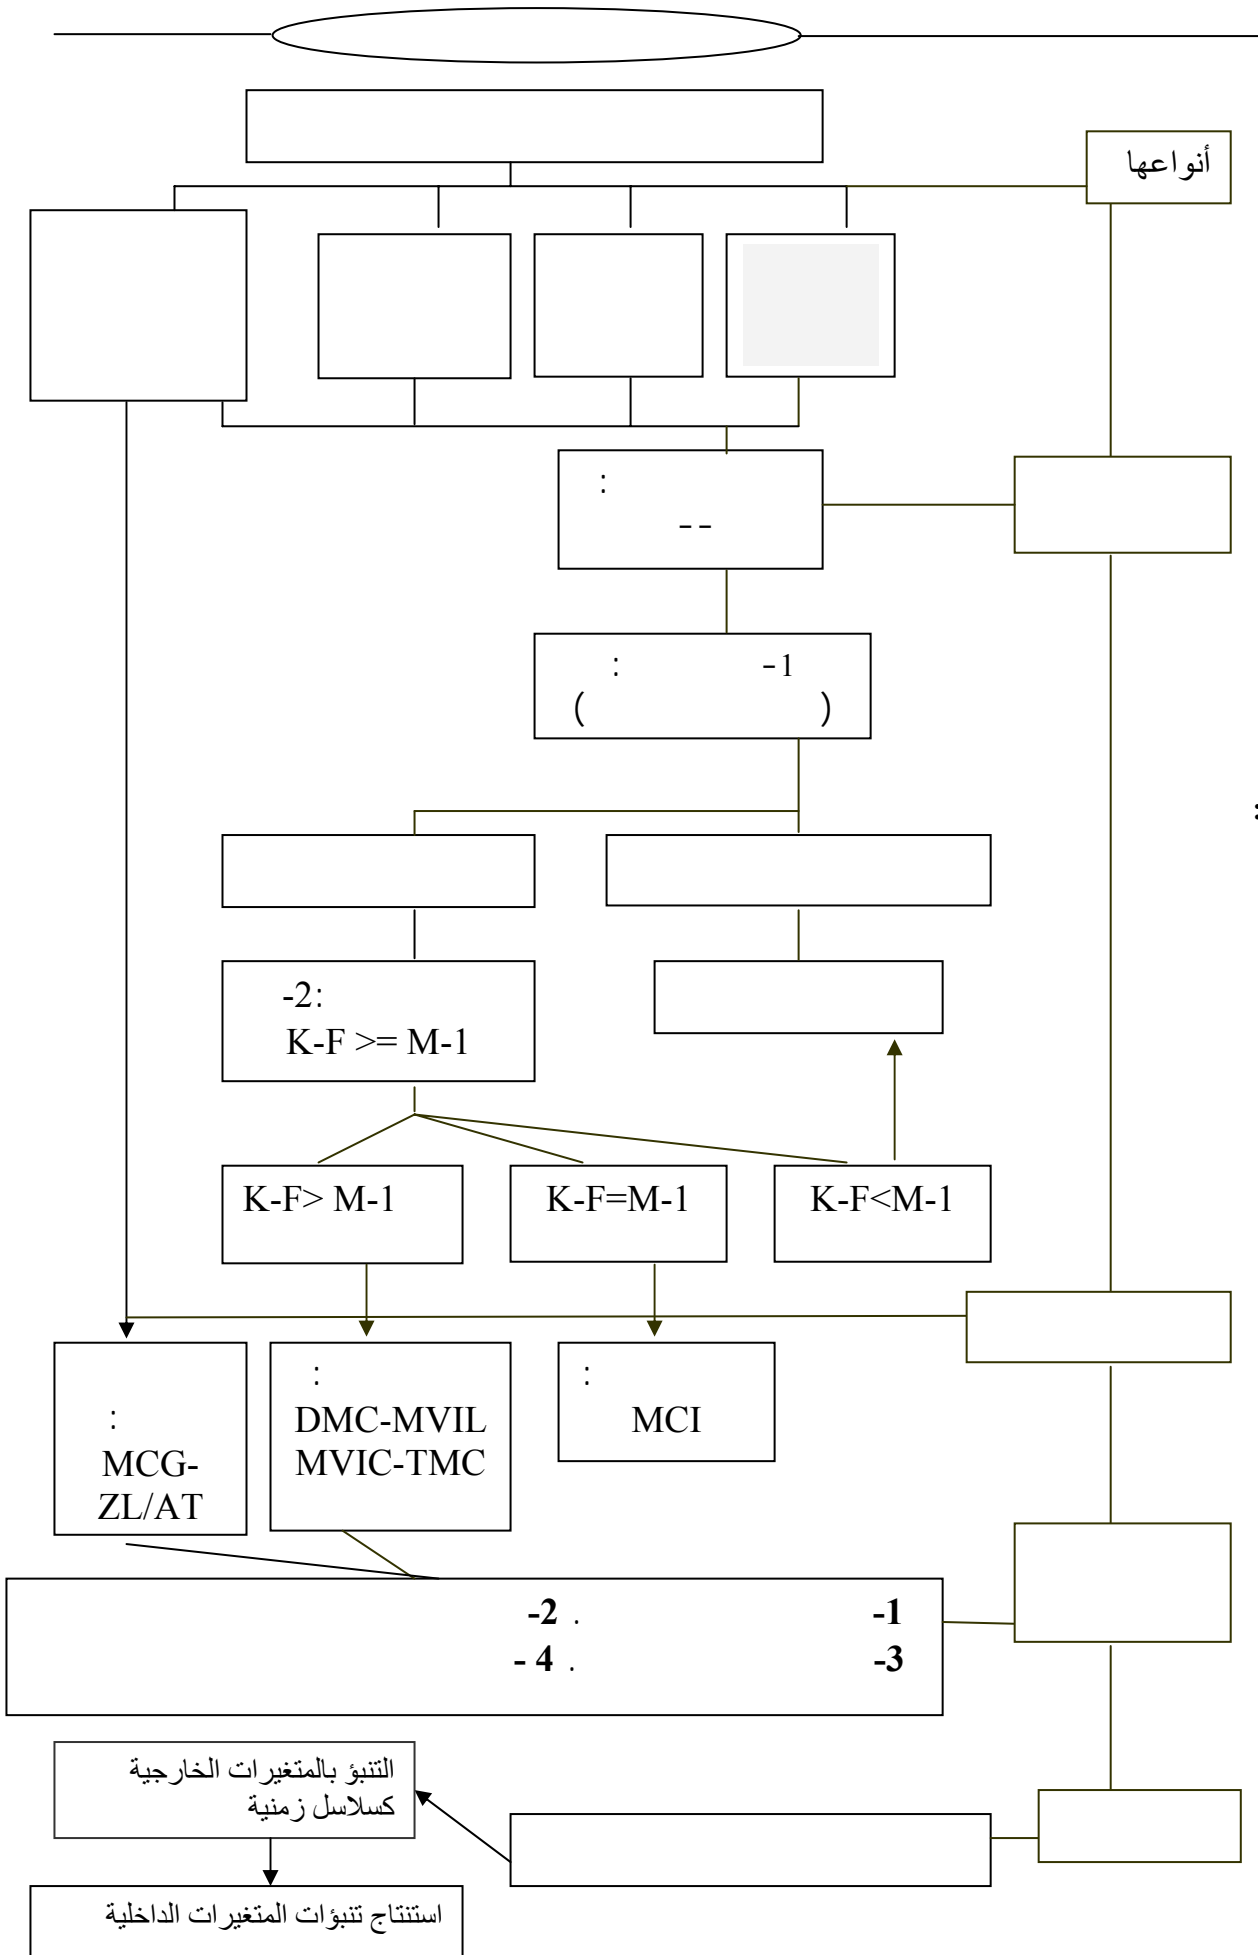 أنواعها
:
--
1- :
( )
:
-2:
K-F >= M-1
K-F> M-1
K-F=M-1
K-F<M-1
:
MCG-
ZL/AT
:
DMC-MVIL
MVIC-TMC
:
MCI
-1 . -2
-3 . - 4
التنبؤ بالمتغيرات الخارجية
كسلاسل زمنية
استنتاج تنبؤات المتغيرات الداخلية